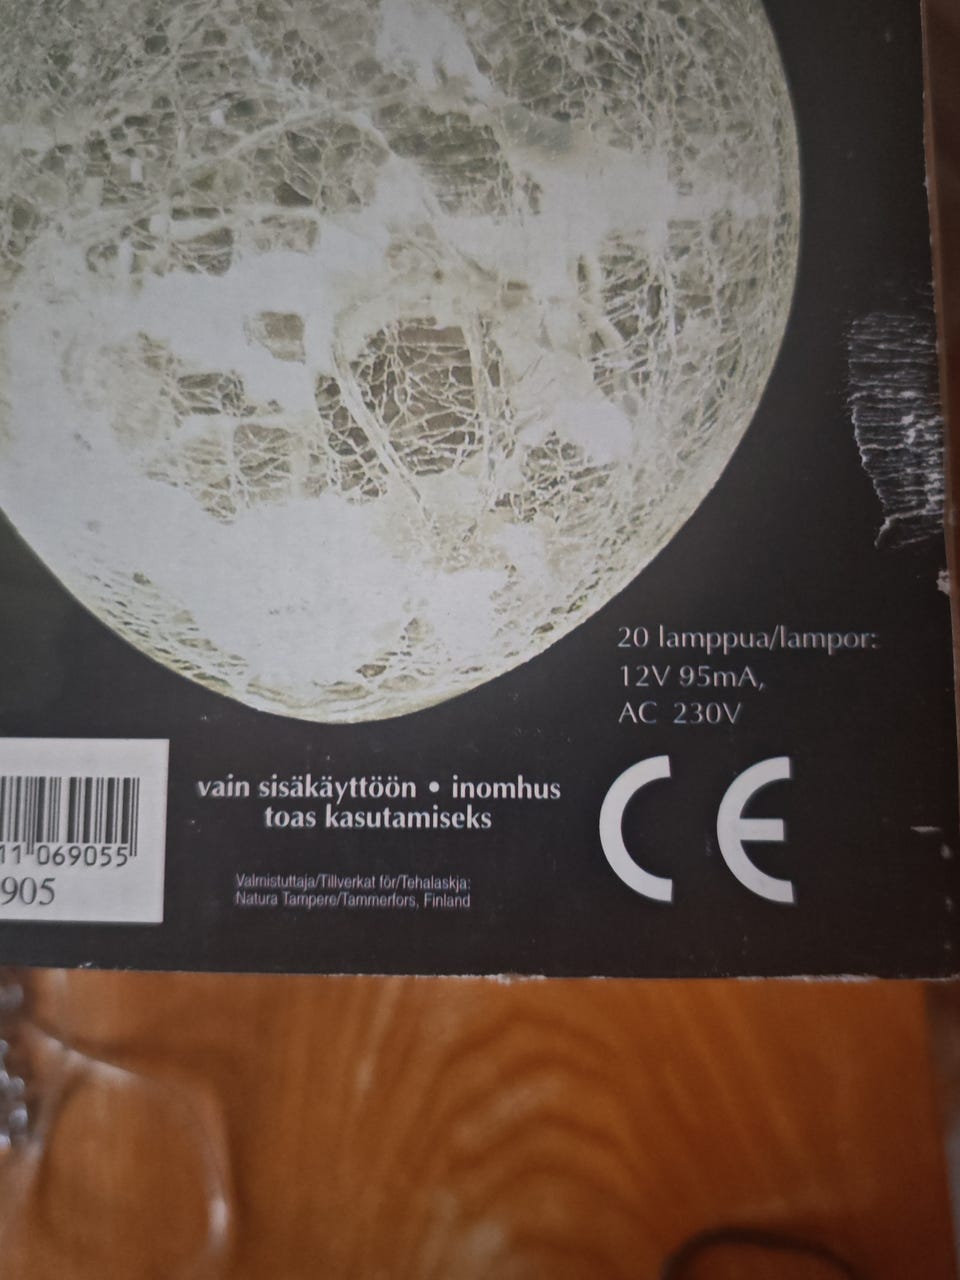 20 lamppua/lampor:
12V 95mA,
AC 230V
CE
vain sisäkäyttöön • inomhus
toas kasutamiseks
11 069055
905
Valmistuttaja/Tillverkat för/Tehalaskja:
Natura Tampere/Tammerfors, Finland